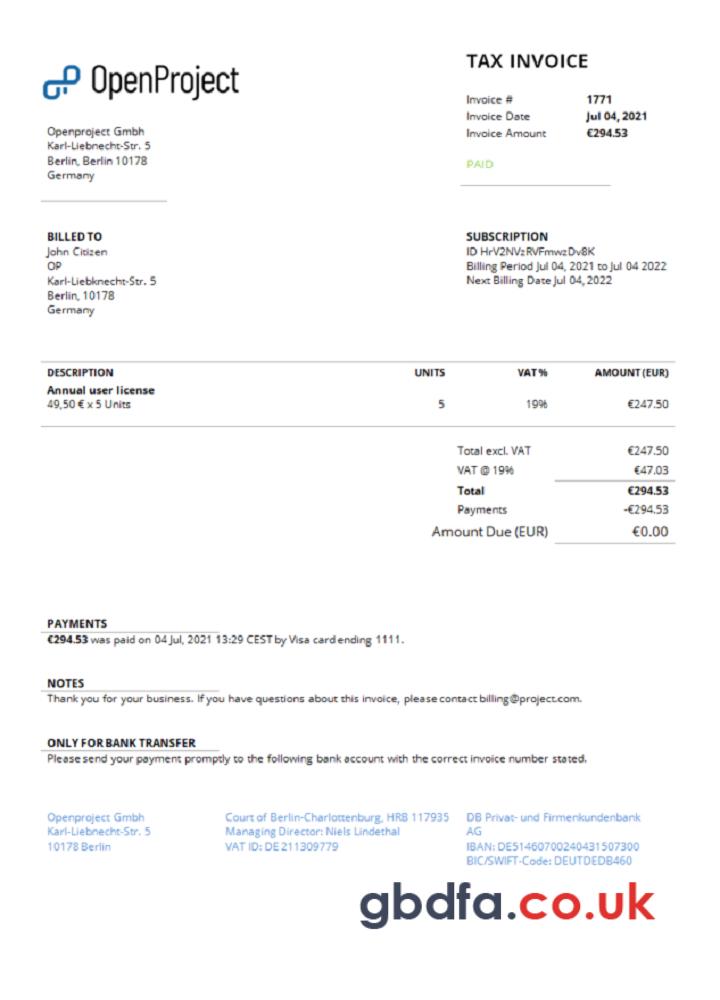 OpenProject
TAX INVOICE
Invoice # 1771
Invoice Date Jul 04, 2021
Invoice Amount €294.53
PAID
Openproject Gmbh
Karl-Liebnecht-Str. 5
Berlin, Berlin 10178
Germany
BILLED TO
John Citizen
OP
Karl-Liebknecht-Str. 5
Berlin, 10178
Germany
SUBSCRIPTION
ID HrV2NVzRVFmwzDv8K
Billing Period Jul 04, 2021 to Jul 04 2022
Next Billing Date Jul 04, 2022
DESCRIPTION UNITS VAT% AMOUNT (EUR)
Annual user license
49,50 € x 5 Units 5 19% €247.50
Total excl. VAT €247.50
VAT @ 19% €47.03
Total €294.53
Payments -€294.53
Amount Due (EUR) €0.00
PAYMENTS
€294.53 was paid on 04 Jul, 2021 13:29 CEST by Visa card ending 1111.
NOTES
Thank you for your business. If you have questions about this invoice, please contact billing@project.com.
ONLY FOR BANK TRANSFER
Please send your payment promptly to the following bank account with the correct invoice number stated.
Openproject Gmbh
Karl-Liebnecht-Str. 5
10178 Berlin
Court of Berlin-Charlottenburg, HRB 117935
Managing Director: Niels Lindethal
VAT ID: DE 211309779
DB Privat- und Firmenkundenbank
AG
IBAN: DE51460700240431507300
BIC/SWIFT-Code: DEUTDEDB460
gbdfa.co.uk